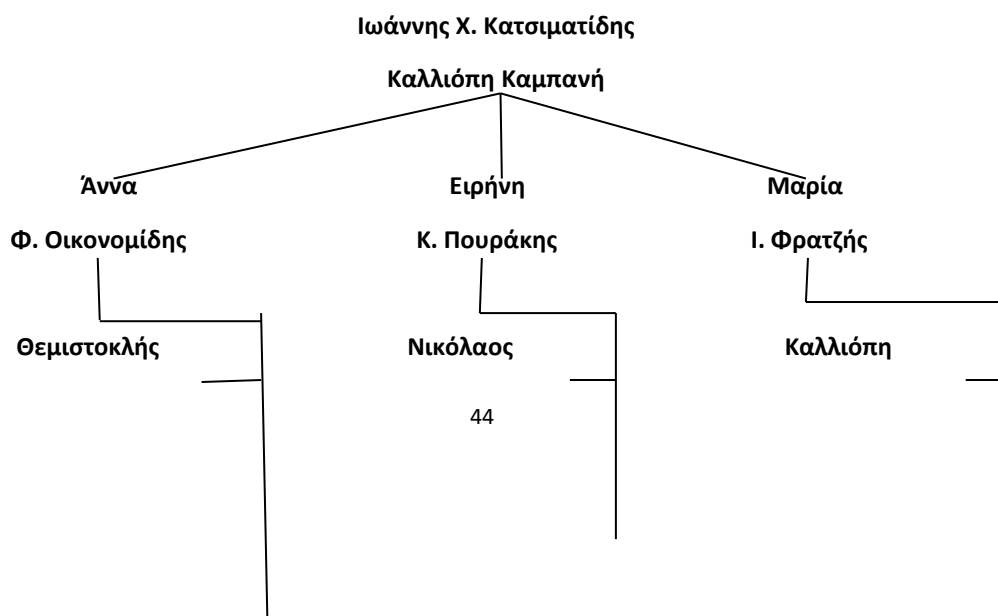 Ιωάννης Χ. Κατσιματίδης
Καλλιόπη Καμπανή
Άννα Ειρήνη Μαρία
Φ. Οικονομίδης Κ. Πουράκης Ι. Φρατζής
Θεμιστοκλής Νικόλαος Καλλιόπη
44